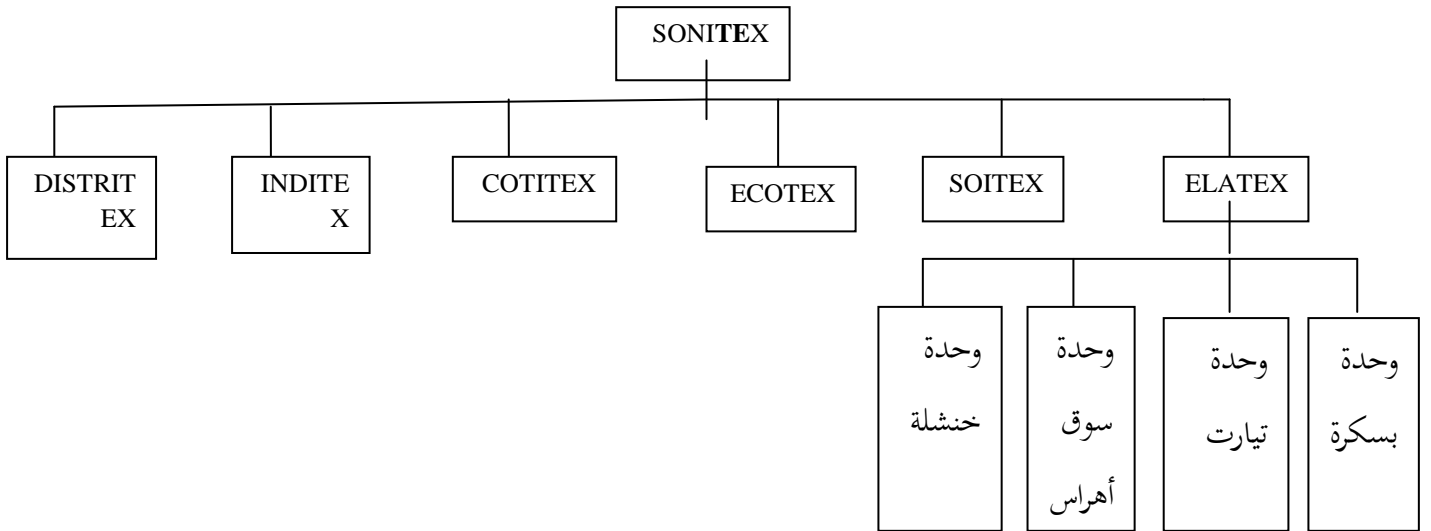 SONITEX
DISTRIT
EX
INDITE
X
COTITEX
ECOTEX
SOITEX
ELATEX
وحدة
خنشلة
وحدة
سوق
أهراس
وحدة
تيارت
وحدة
بسكرة